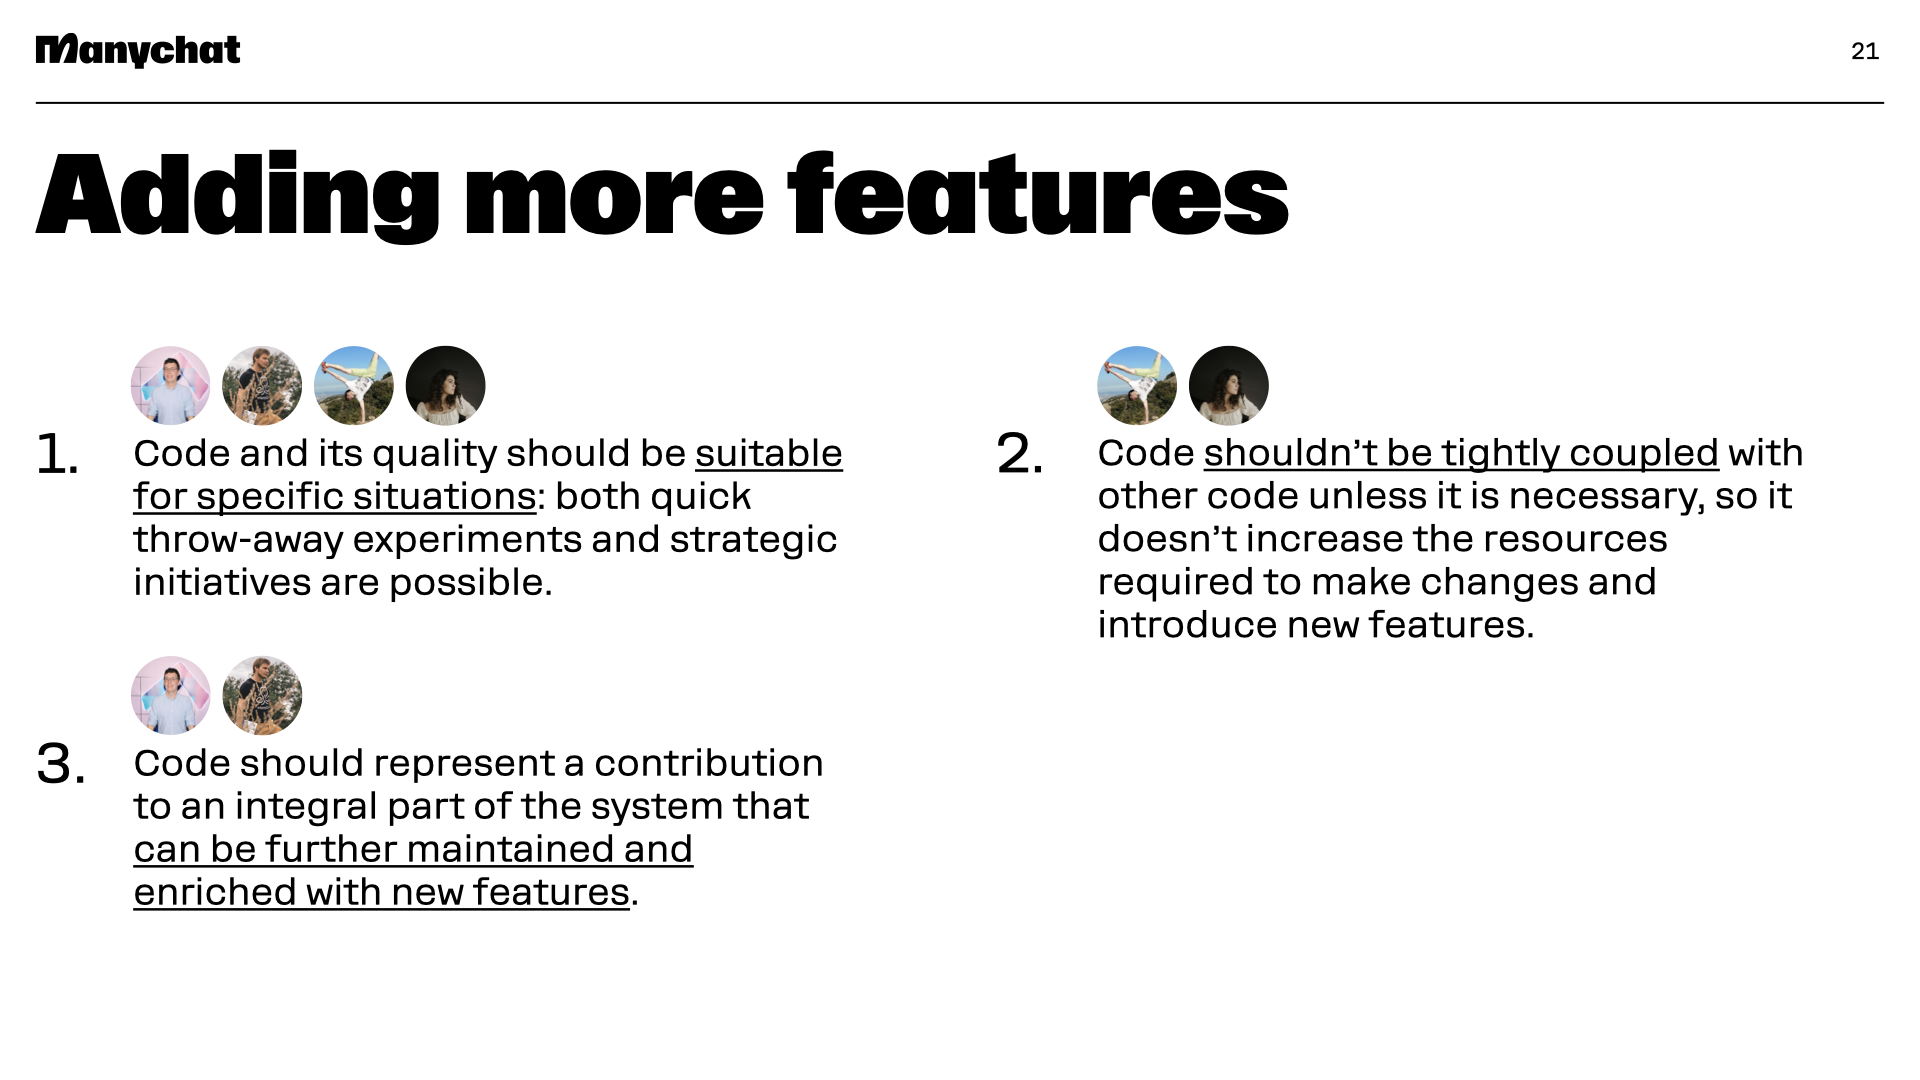 Manychat
21
Adding more features
1.
Code and its quality should be suitable
for specific situations: both quick
throw-away experiments and strategic
initiatives are possible.
2.
Code shouldn’t be tightly coupled with
other code unless it is necessary, so it
doesn’t increase the resources
required to make changes and
introduce new features.
3.
Code should represent a contribution
to an integral part of the system that
can be further maintained and
enriched with new features.